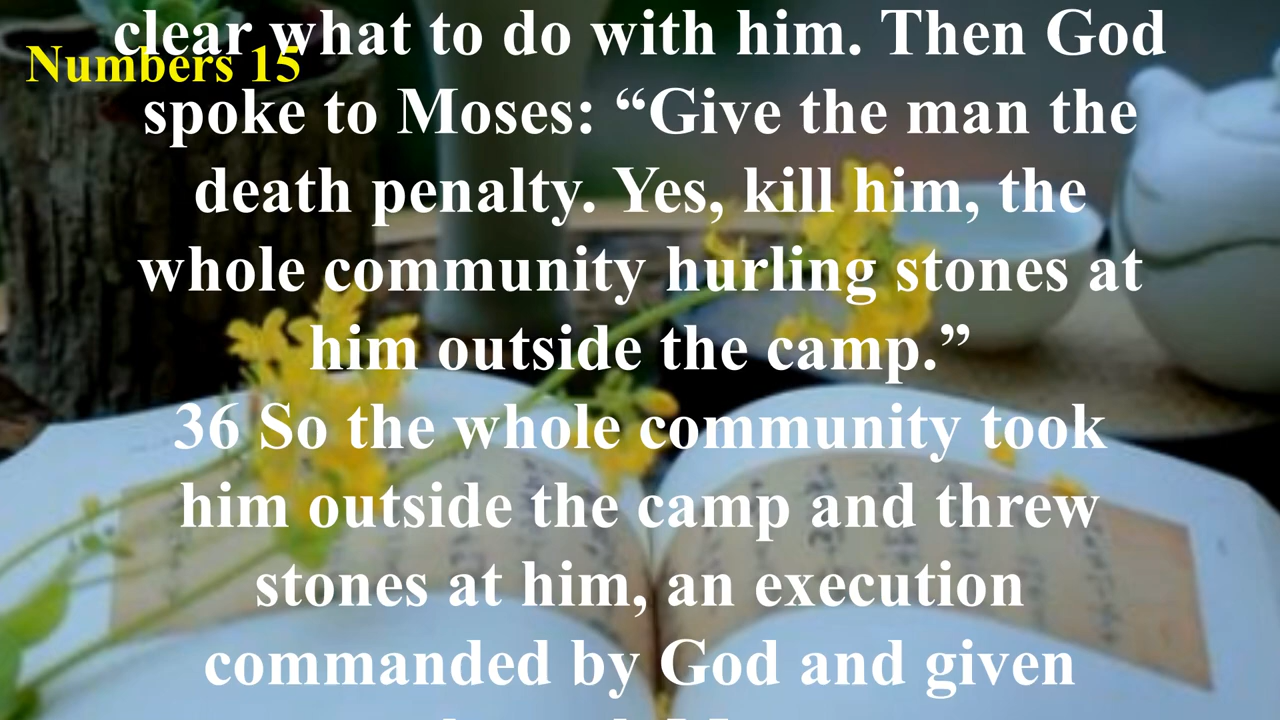 clear what to do with him. Then God
Numbers 15
spoke to Moses: “Give the man the
death penalty. Yes, kill him, the
whole community hurling stones at
him outside the camp.”
36 So the whole community took
him outside the camp and threw
stones at him, an execution
commanded by God and given